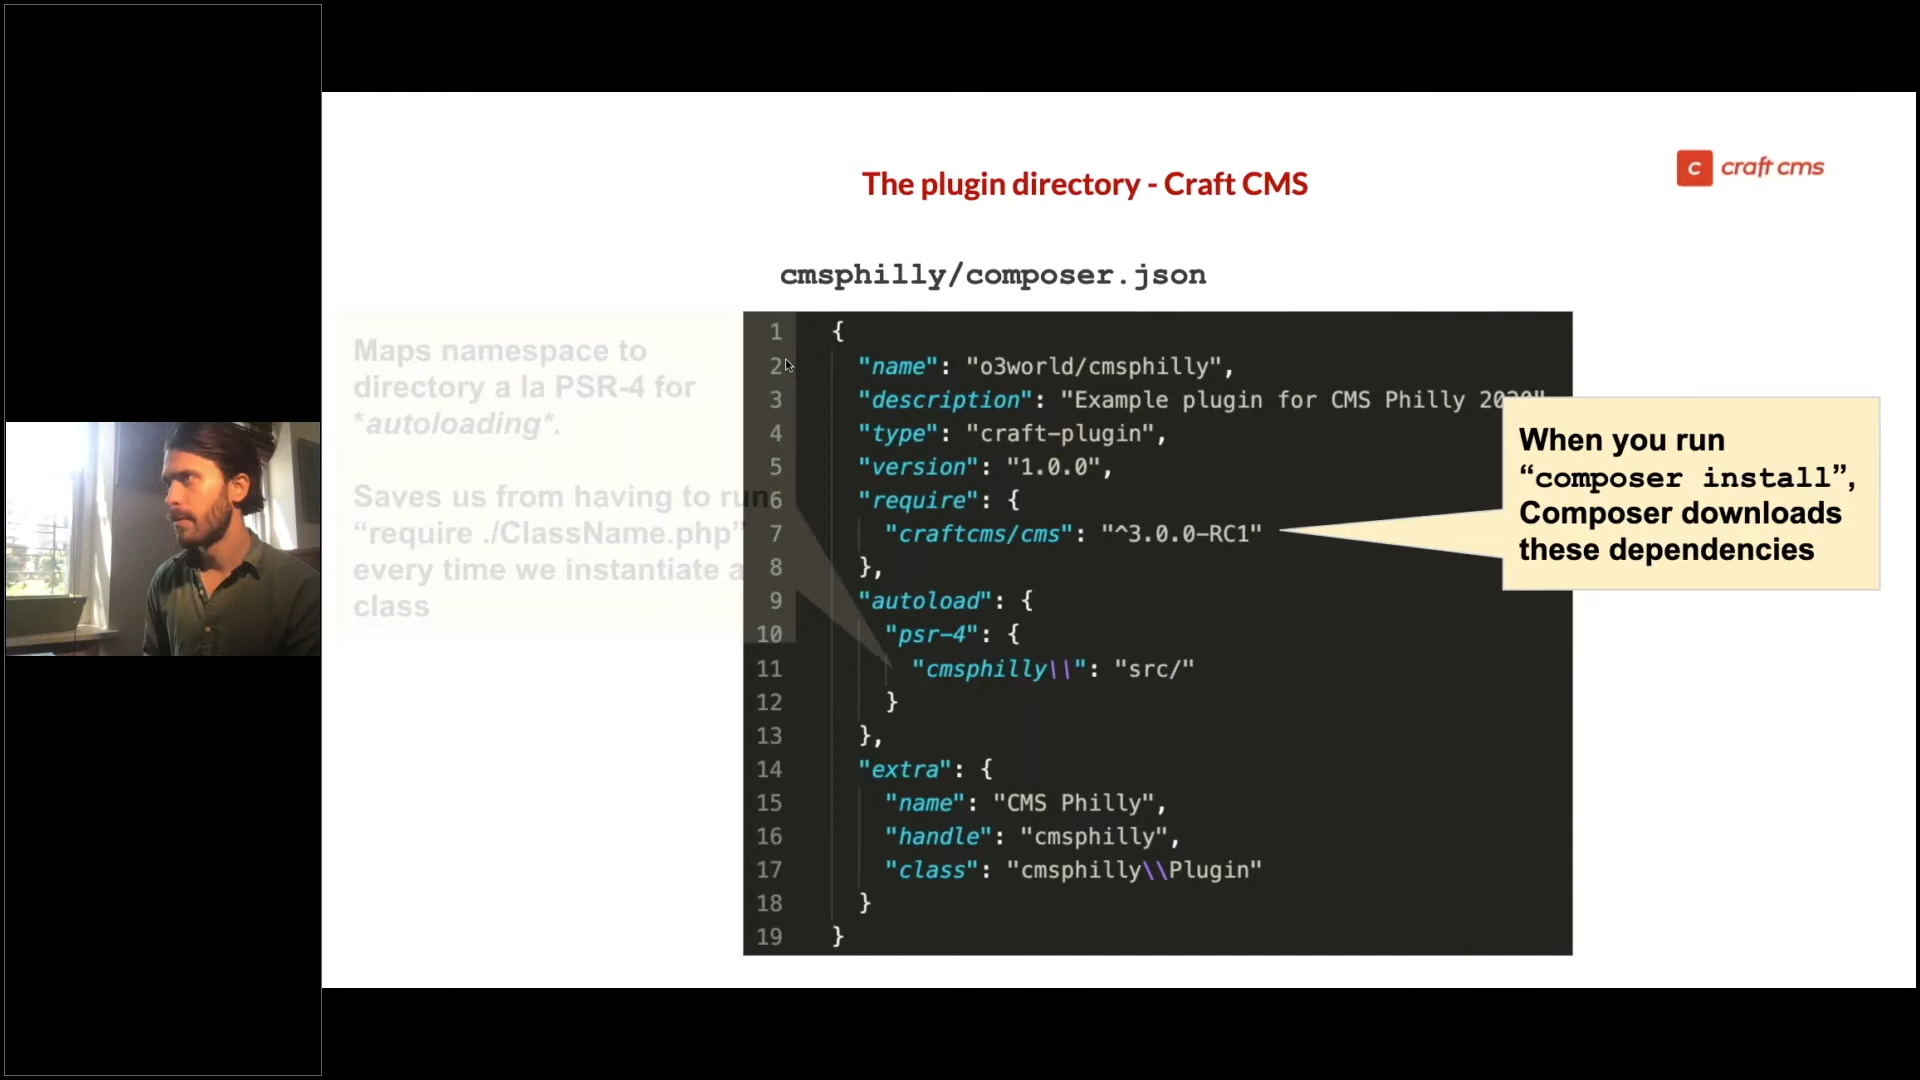 The plugin directory - Craft CMS
c craft cms
cmsphilly/composer.json
Maps namespace to
directory a la PSR-4 for
*autoloading*.
Saves us from having to run
“require ./ClassName.php”
every time we instantiate a
class
1 {
2 "name": "o3world/cmsphilly",
3 "description": "Example plugin for CMS Philly 2020"
4 "type": "craft-plugin",
5 "version": "1.0.0",
6 "require": {
7 "craftcms/cms": "^3.0.0-RC1"
8 },
9 "autoload": {
10 "psr-4": {
11 "cmsphilly\\": "src/"
12 }
13 },
14 "extra": {
15 "name": "CMS Philly",
16 "handle": "cmsphilly",
17 "class": "cmsphilly\\Plugin"
18 }
19 }
When you run
“composer install”,
Composer downloads
these dependencies